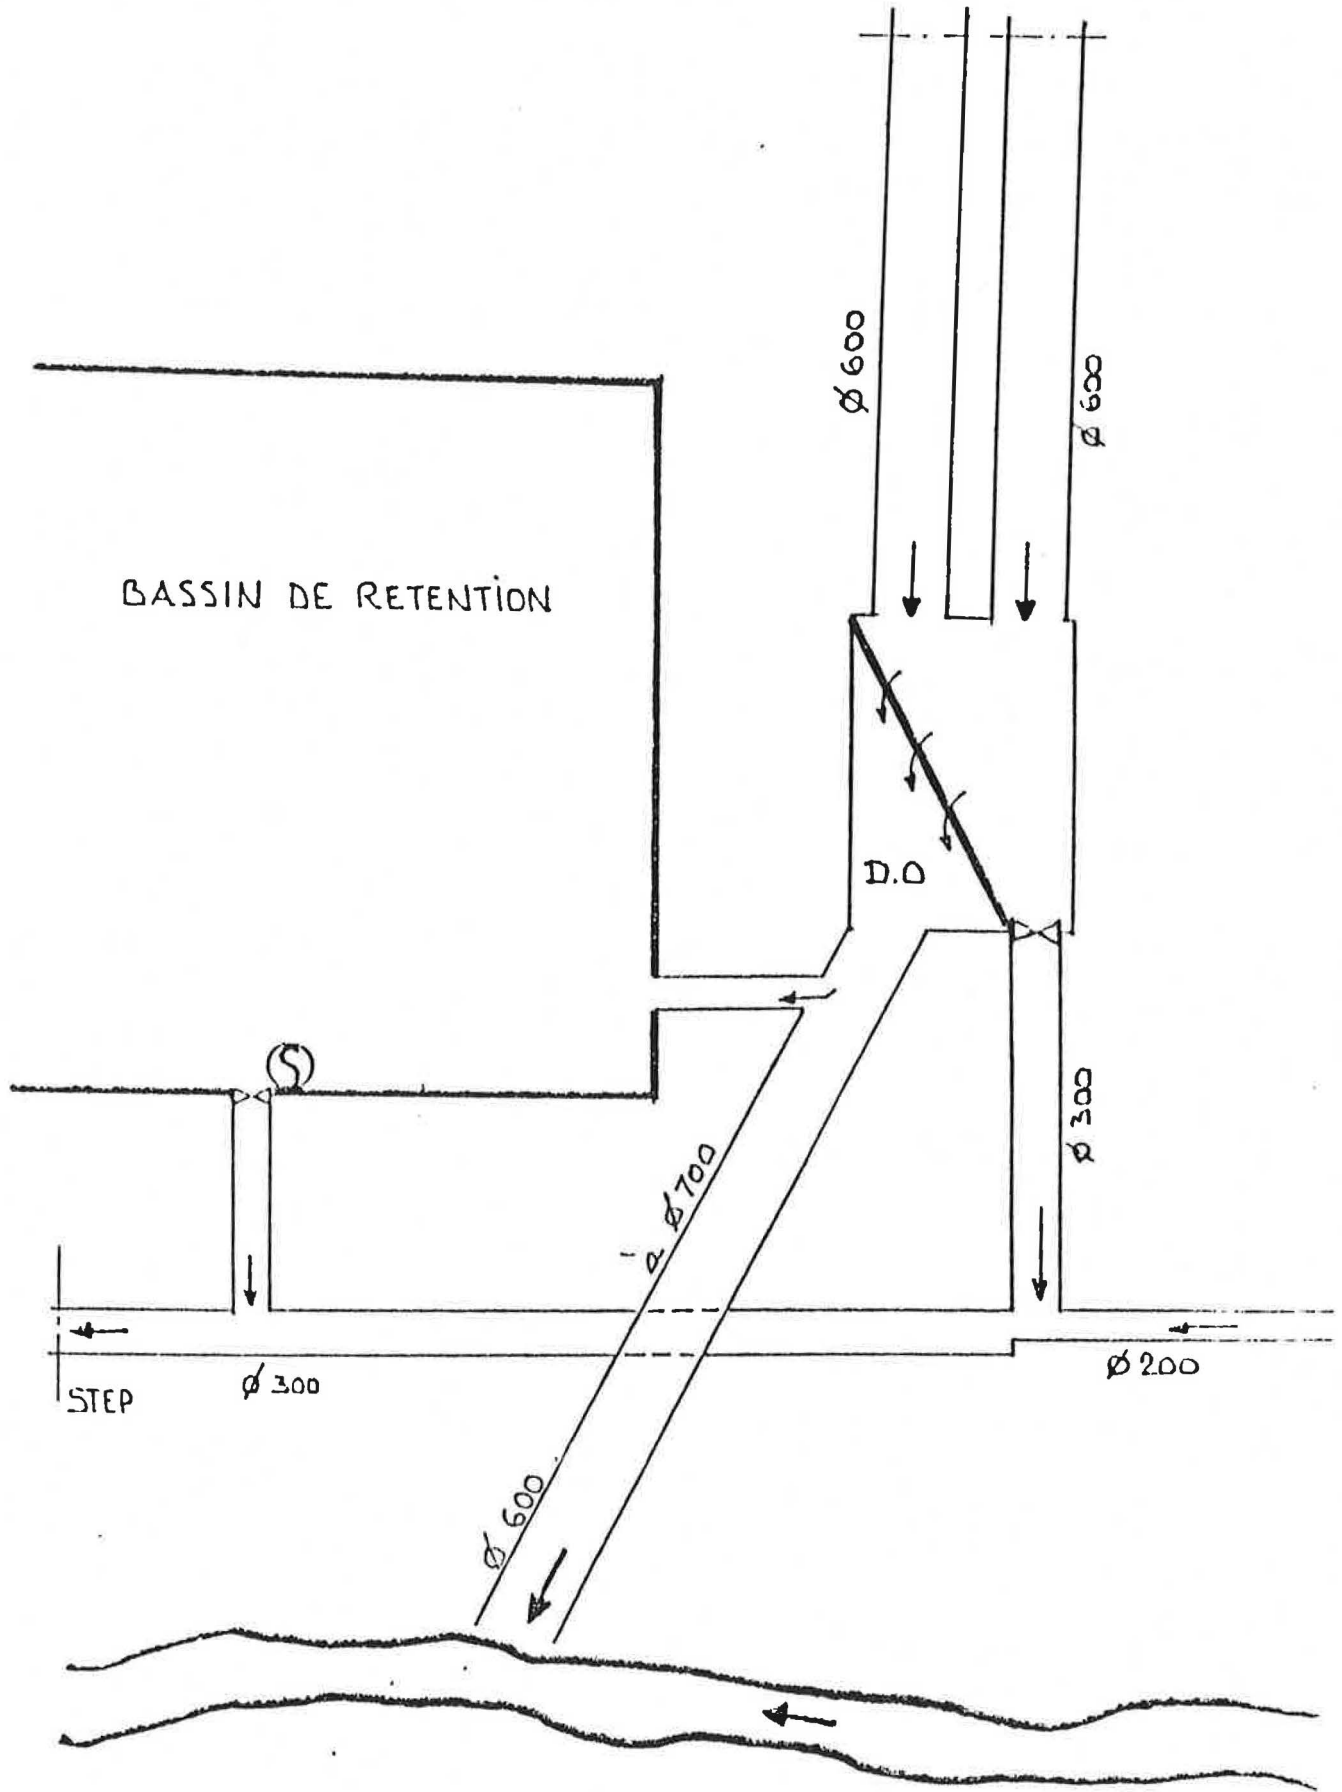 Ø 600
Ø 600
BASSIN DE RETENTION
D.O
S
Ø 300
à Ø 700
Ø 300
Ø 200
STEP
Ø 600